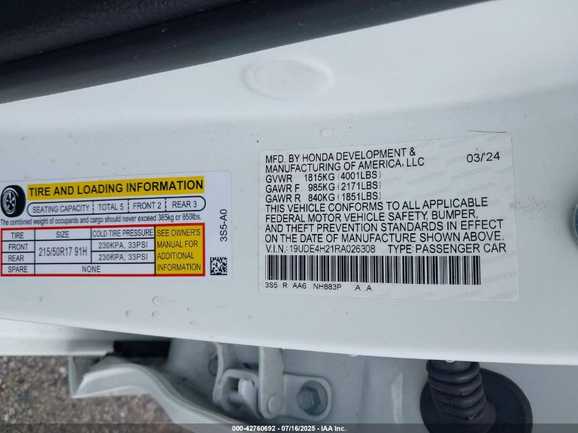 TIRE AND LOADING INFORMATION
SEATING CAPACITY TOTAL 5 FRONT 2 REAR 3
The combined weight of occupants and cargo should never exceed 385kg or 850lbs.
TIRE SIZE COLD TIRE PRESSURE
FRONT 215/50R17 91H 230KPA, 33PSI
REAR 230KPA, 33PSI
SPARE NONE
SEE OWNER'S
MANUAL FOR
ADDITIONAL
INFORMATION
3S5-A0
MFD. BY HONDA DEVELOPMENT & 03/24
MANUFACTURING OF AMERICA, LLC
GVWR 1815KG (4001LBS)
GAWR F 985KG (2171LBS)
GAWR R 840KG (1851LBS)
THIS VEHICLE CONFORMS TO ALL APPLICABLE
FEDERAL MOTOR VEHICLE SAFETY, BUMPER,
AND THEFT PREVENTION STANDARDS IN EFFECT
ON THE DATE OF MANUFACTURE SHOWN ABOVE.
V.I.N.: 19UDE4H21RA026308 TYPE PASSENGER CAR
3S5 R AA6 NH883P A A
000-42760692 07/16/2025 - IAAI.com